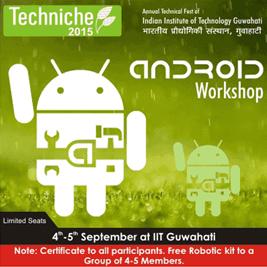 Techniche
2015
Annual Technical Fest of
Indian Institute of Technology Guwahati
भारतीय प्रौद्योगिकी संस्थान, गुवाहाटी
ANDROID
Workshop
Limited Seats
4th-5th September at IIT Guwahati
Note: Certificate to all participants. Free Robotic kit to a
Group of 4-5 Members.